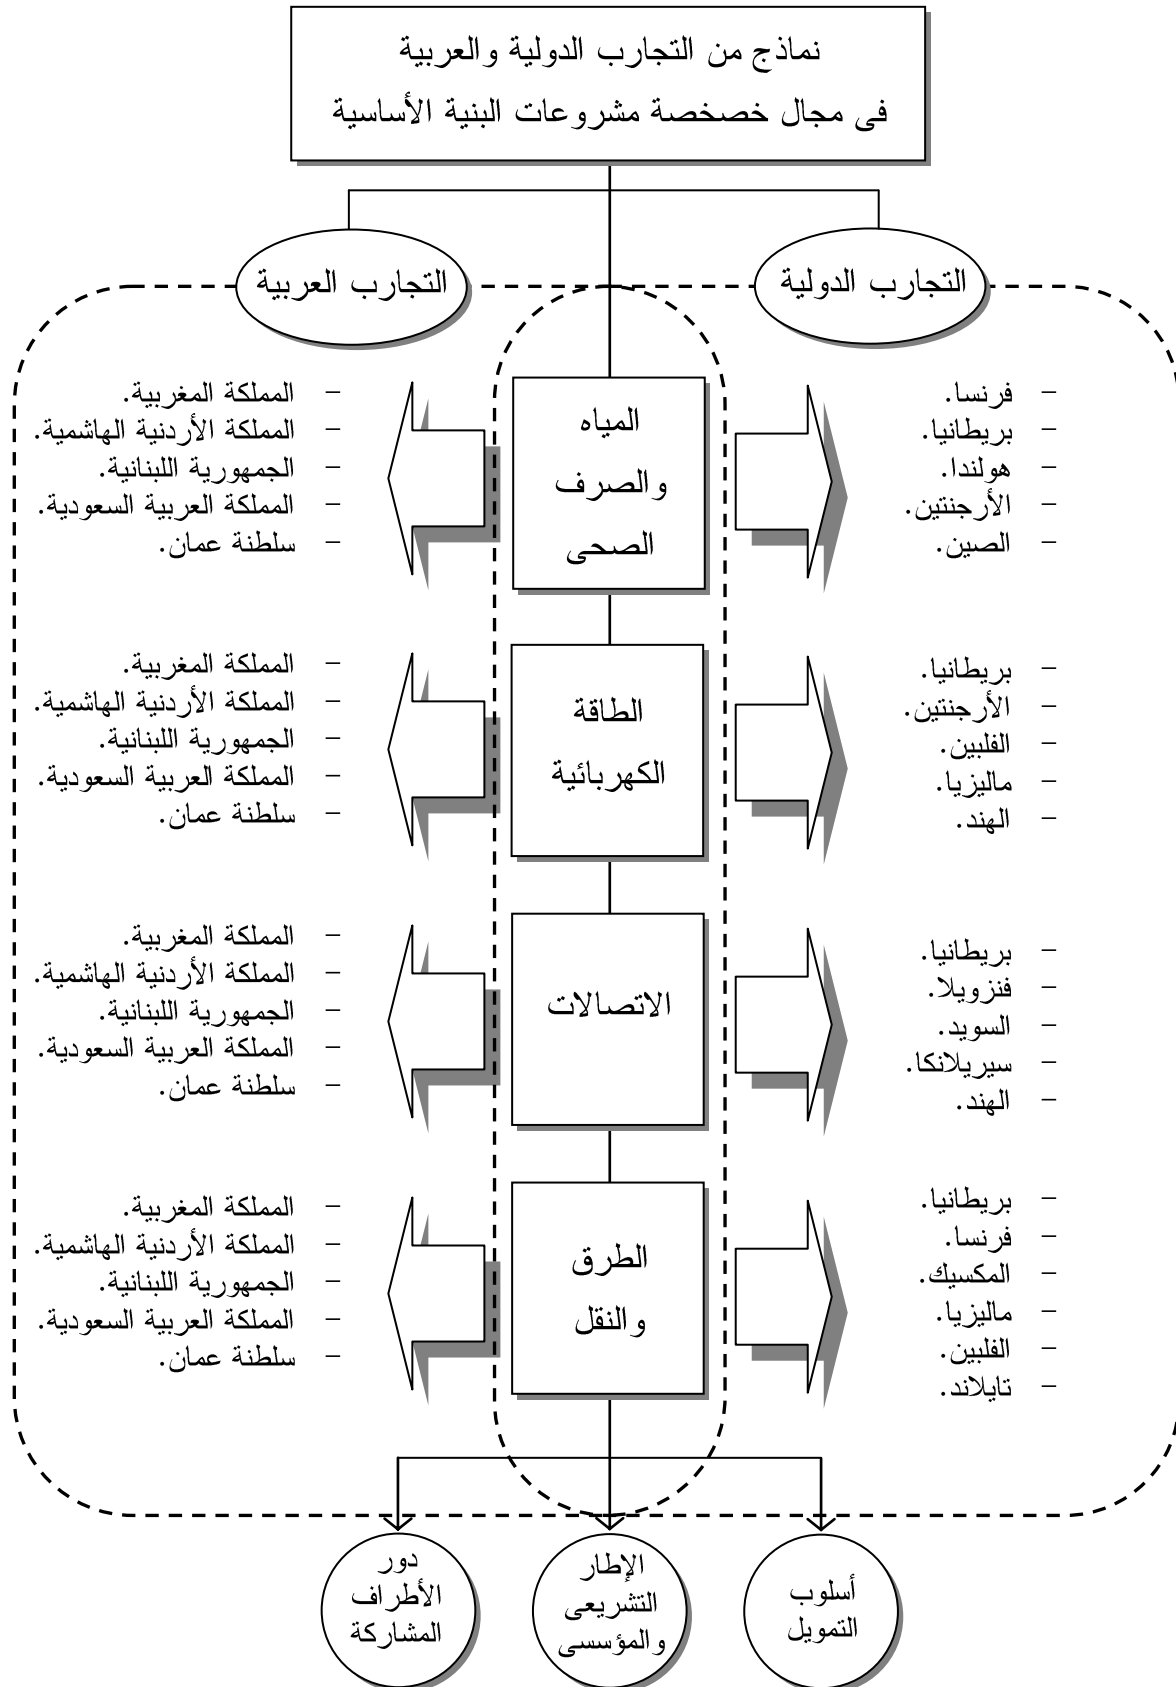 نماذج من التجارب الدولية والعربية
فى مجال خصخصة مشروعات البنية الأساسية
التجارب الدولية
التجارب العربية
المياه
والصرف
الصحى
– فرنسا.
– بريطانيا.
– هولندا.
– الأرجنتين.
– الصين.
– المملكة المغربية.
– المملكة الأردنية الهاشمية.
– الجمهورية اللبنانية.
– المملكة العربية السعودية.
– سلطنة عمان.
الطاقة
الكهربائية
– بريطانيا.
– الأرجنتين.
– الفلبين.
– ماليزيا.
– الهند.
– المملكة المغربية.
– المملكة الأردنية الهاشمية.
– الجمهورية اللبنانية.
– المملكة العربية السعودية.
– سلطنة عمان.
الاتصالات
– بريطانيا.
– فنزويلا.
– السويد.
– سيريلانكا.
– الهند.
– المملكة المغربية.
– المملكة الأردنية الهاشمية.
– الجمهورية اللبنانية.
– المملكة العربية السعودية.
– سلطنة عمان.
الطرق
والنقل
– بريطانيا.
– فرنسا.
– المكسيك.
– ماليزيا.
– الفلبين.
– تايلاند.
– المملكة المغربية.
– المملكة الأردنية الهاشمية.
– الجمهورية اللبنانية.
– المملكة العربية السعودية.
– سلطنة عمان.
أسلوب
التمويل
الإطار
التشريعى
والمؤسسى
دور
الأطراف
المشاركة